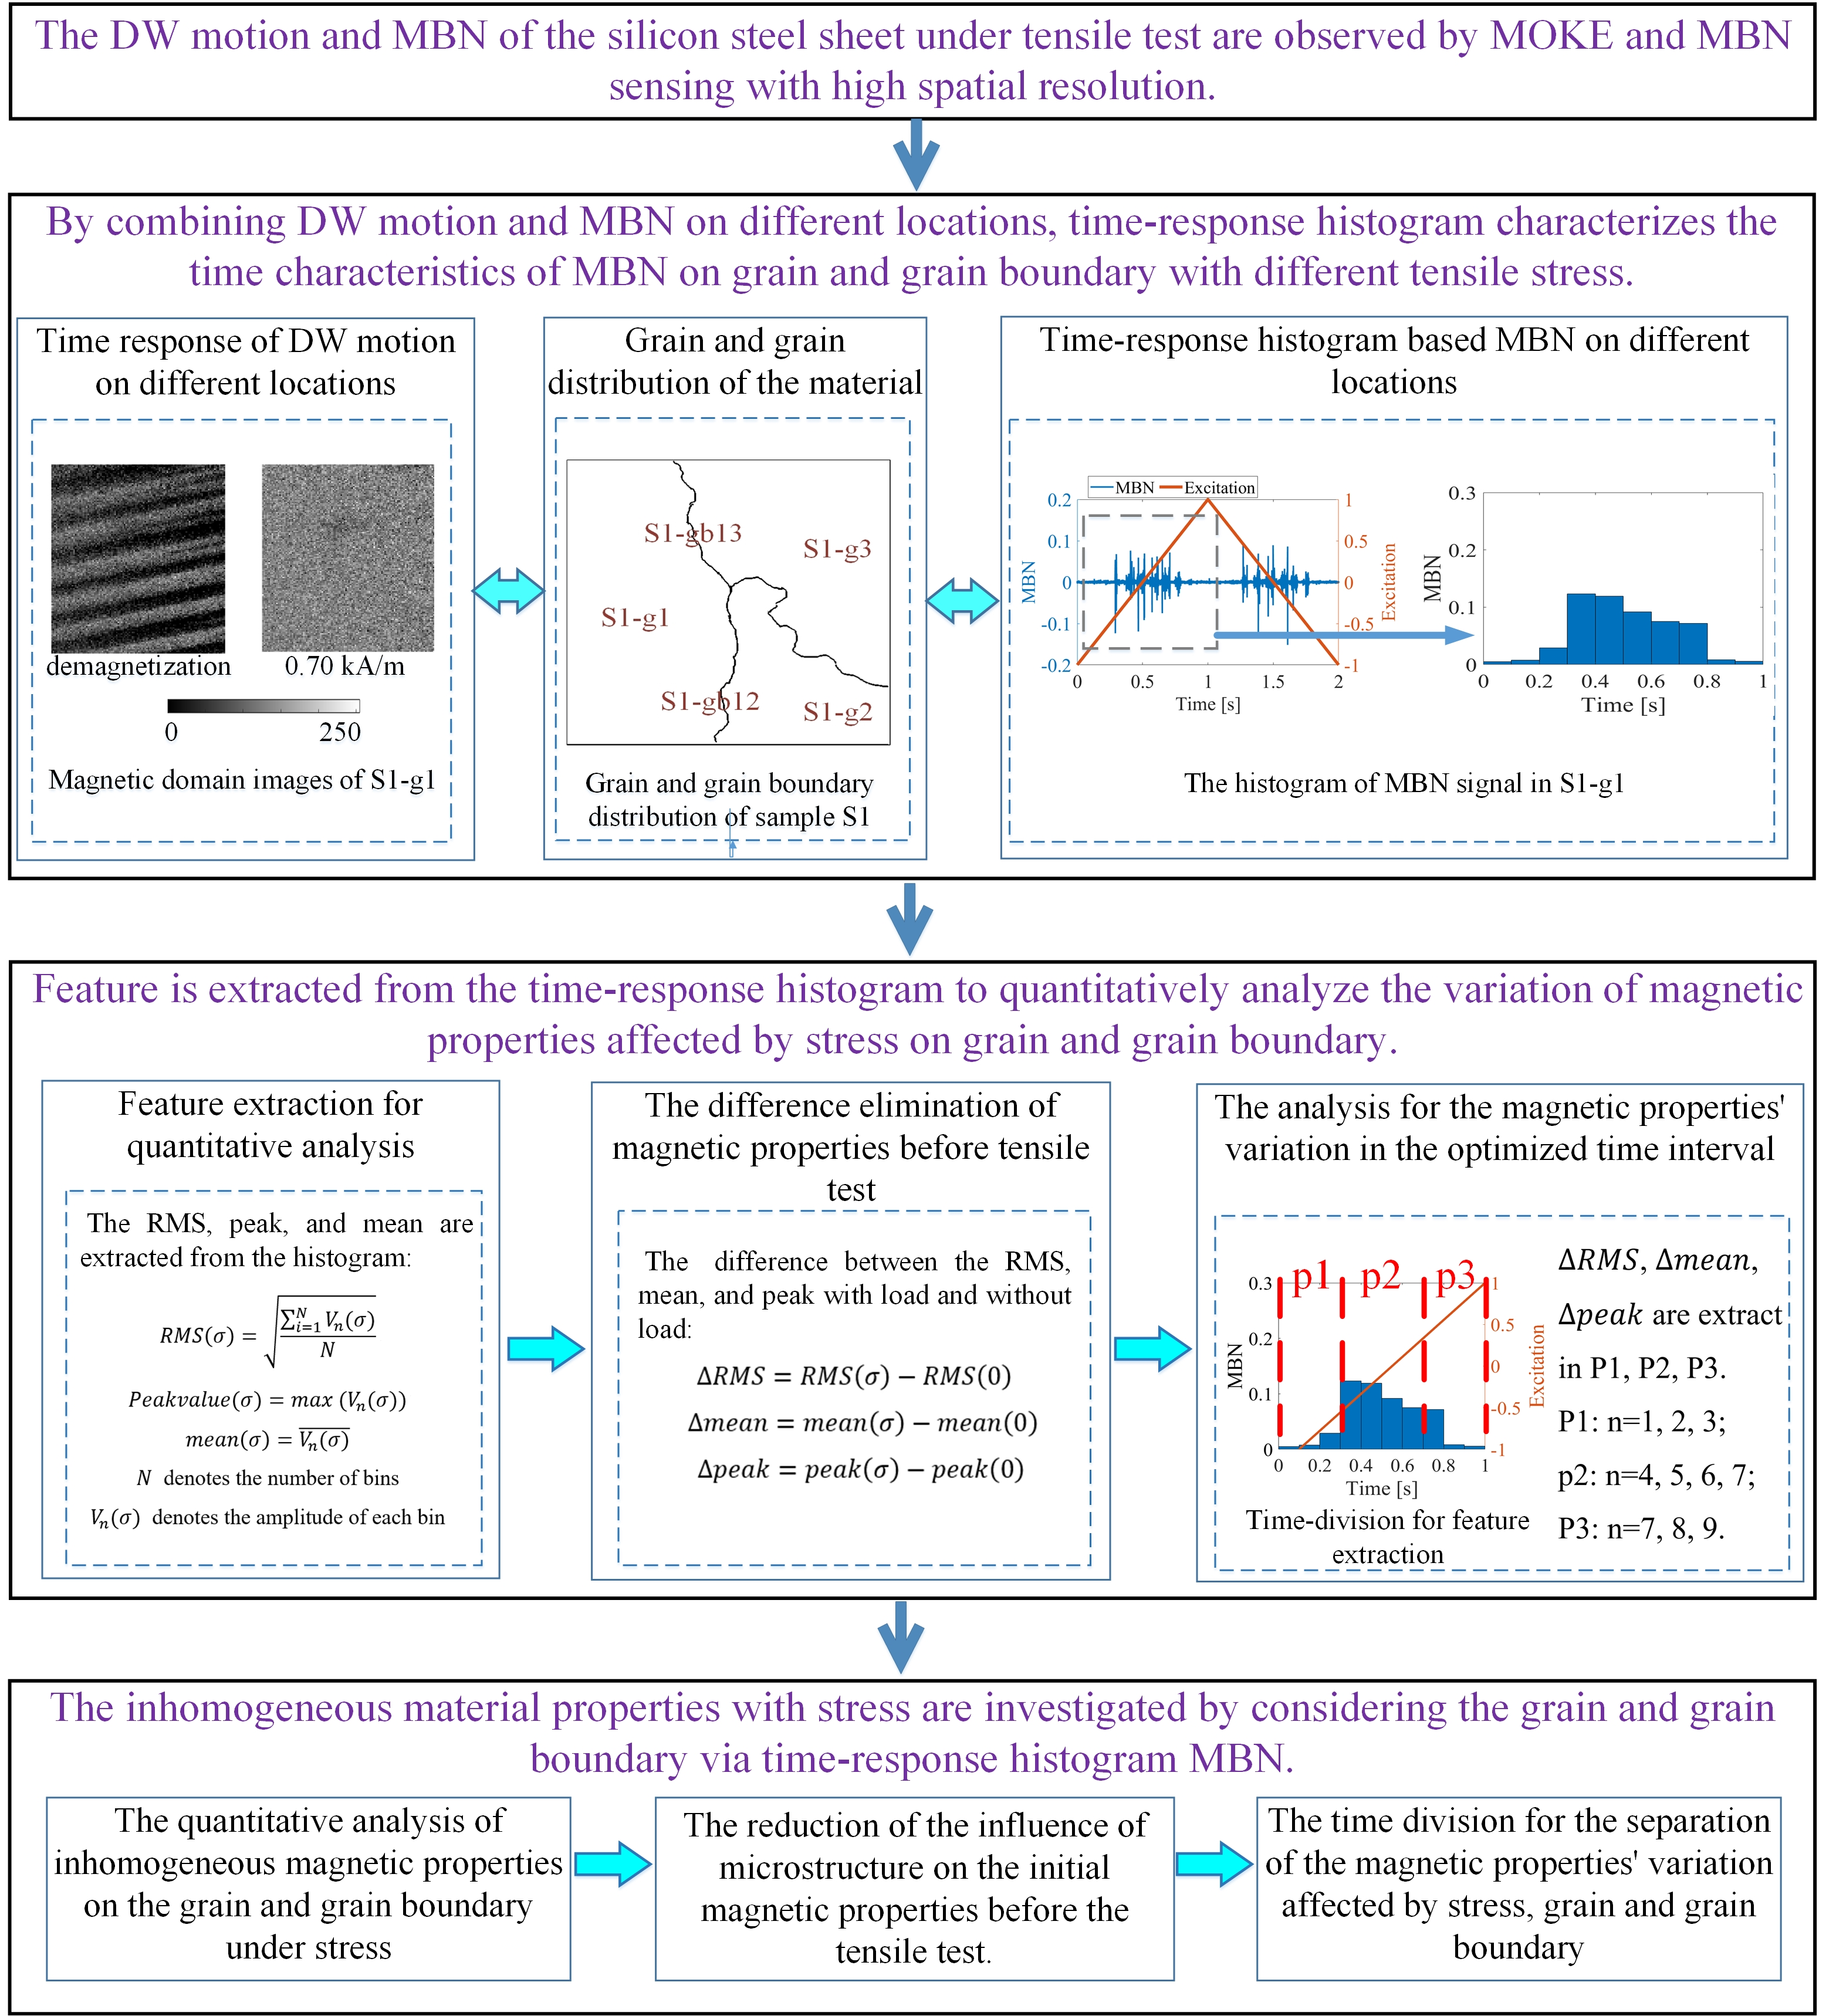 The DW motion and MBN of the silicon steel sheet under tensile test are observed by MOKE and MBN
sensing with high spatial resolution.
By combining DW motion and MBN on different locations, time-response histogram characterizes the
time characteristics of MBN on grain and grain boundary with different tensile stress.
Time response of DW motion
on different locations
demagnetization
0.70 kA/m
0
250
Magnetic domain images of S1-g1
Grain and grain
distribution of the material
S1-gb13
S1-g3
S1-g1
S1-gb12
S1-g2
Grain and grain boundary
distribution of sample S1
Time-response histogram based MBN on different
locations
MBN
Excitation
0.2
0.1
0
-0.1
-0.2
MBN
1
0.5
0
-0.5
-1
Excitation
0
0.5
1
1.5
2
Time [s]
0.3
0.2
0.1
0
MBN
0
0.2
0.4
0.6
0.8
1
Time [s]
The histogram of MBN signal in S1-g1
Feature is extracted from the time-response histogram to quantitatively analyze the variation of magnetic
properties affected by stress on grain and grain boundary.
Feature extraction for
quantitative analysis
The RMS, peak, and mean are
extracted from the histogram:
RMS(σ) = √(∑ᵢ₌₁ᴺ Vₙ(σ) / N)
Peakvalue(σ) = max (Vₙ(σ))
mean(σ) = V̅ₙ̅(̅σ̅)̅
N denotes the number of bins
Vₙ(σ) denotes the amplitude of each bin
The difference elimination of
magnetic properties before tensile
test
The difference between the RMS,
mean, and peak with load and without
load:
ΔRMS = RMS(σ) − RMS(0)
Δmean = mean(σ) − mean(0)
Δpeak = peak(σ) − peak(0)
The analysis for the magnetic properties'
variation in the optimized time interval
p1
p2
p3
0.3
0.2
0.1
0
MBN
1
0.5
0
-0.5
-1
Excitation
0
0.2
0.4
0.6
0.8
1
Time [s]
Time-division for feature
extraction
ΔRMS, Δmean,
Δpeak are extract
in P1, P2, P3.
P1: n=1, 2, 3;
p2: n=4, 5, 6, 7;
P3: n=7, 8, 9.
The inhomogeneous material properties with stress are investigated by considering the grain and grain
boundary via time-response histogram MBN.
The quantitative analysis of
inhomogeneous magnetic properties
on the grain and grain boundary
under stress
The reduction of the influence of
microstructure on the initial
magnetic properties before the
tensile test.
The time division for the separation
of the magnetic properties' variation
affected by stress, grain and grain
boundary